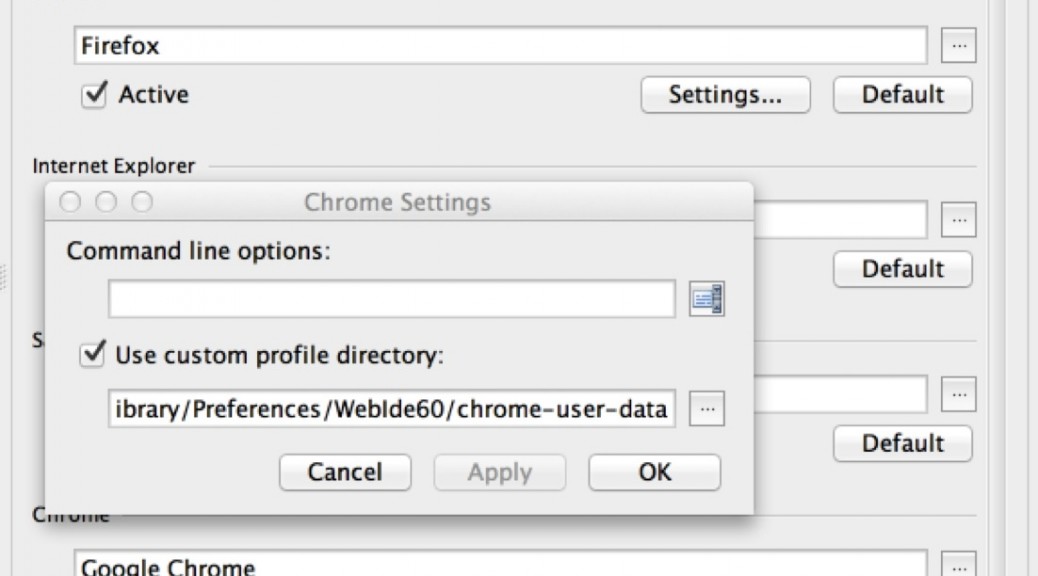 Firefox
...
Active
Settings...
Default
Internet Explorer
Chrome Settings
...
Command line options:
Default
Use custom profile directory:
ibrary/Preferences/WebIde60/chrome-user-data
...
...
Default
Cancel
Apply
OK
Chrome
Google Chrome
...